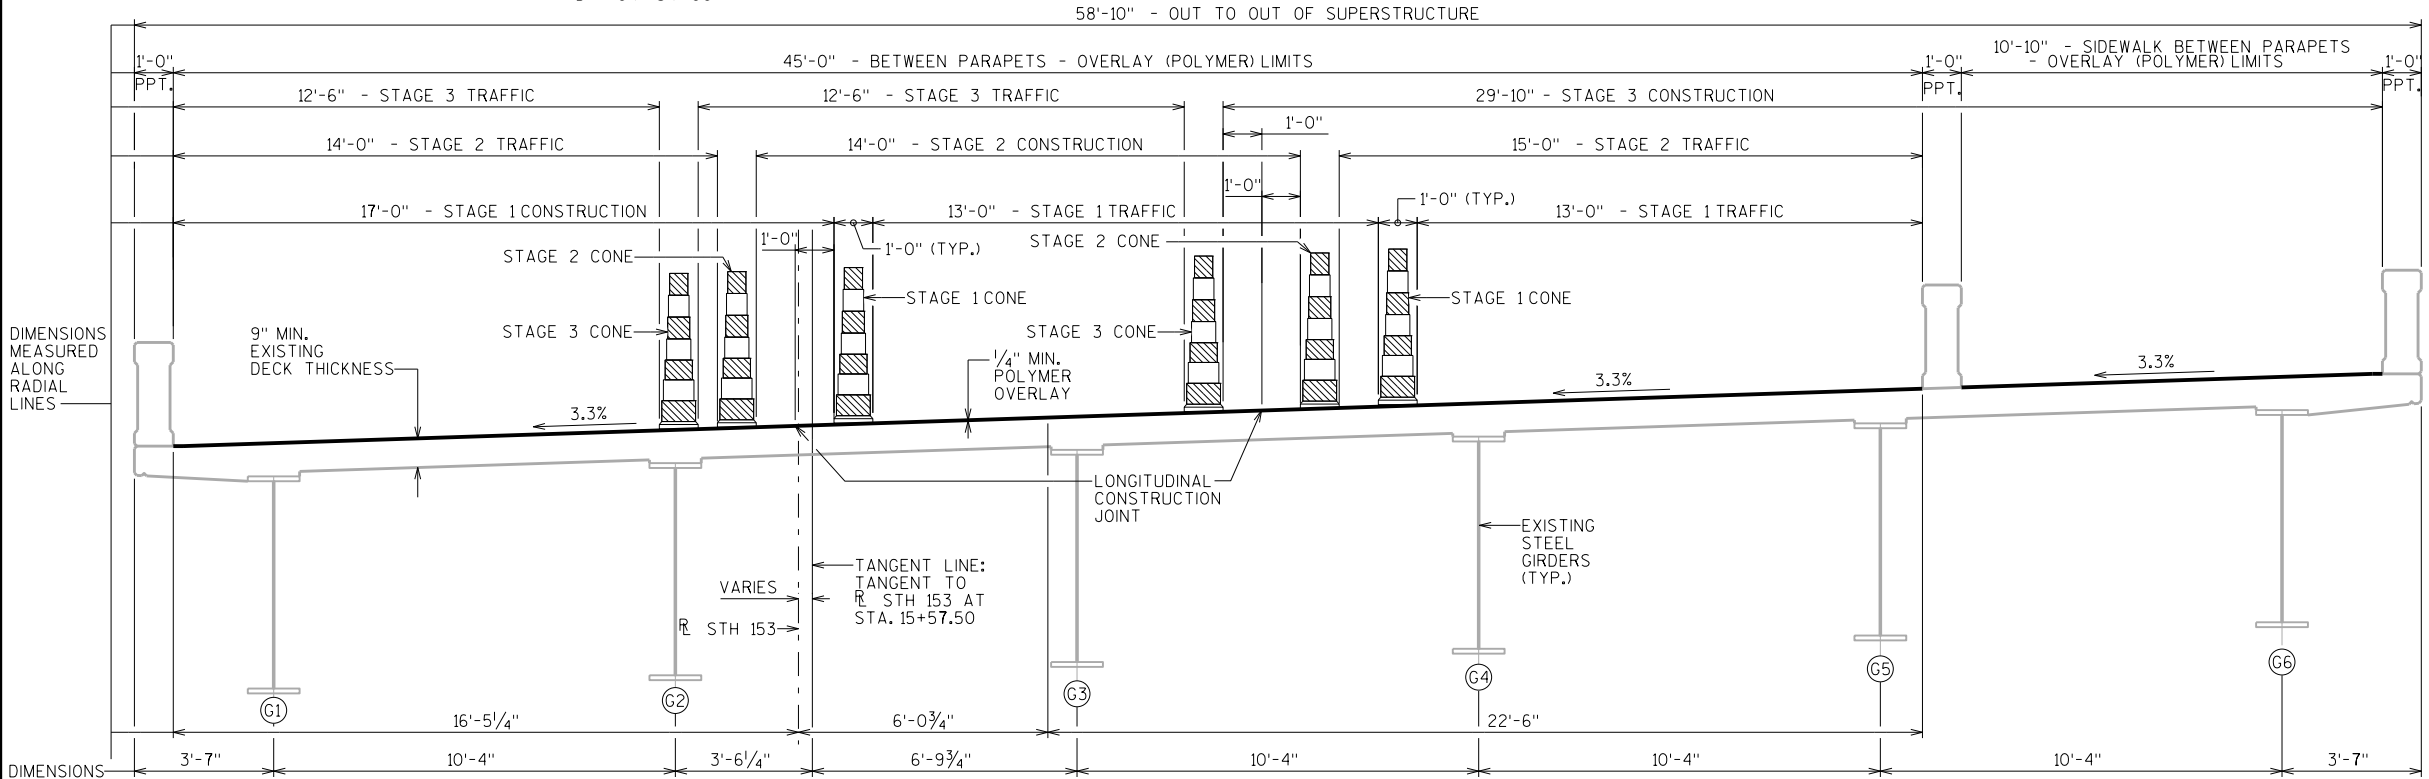 58'-10" - OUT TO OUT OF SUPERSTRUCTURE
1'-0"
PPT.
45'-0" - BETWEEN PARAPETS - OVERLAY (POLYMER) LIMITS
1'-0"
PPT.
10'-10" - SIDEWALK BETWEEN PARAPETS
- OVERLAY (POLYMER) LIMITS
1'-0"
PPT.
12'-6" - STAGE 3 TRAFFIC
12'-6" - STAGE 3 TRAFFIC
29'-10" - STAGE 3 CONSTRUCTION
1'-0"
14'-0" - STAGE 2 TRAFFIC
14'-0" - STAGE 2 CONSTRUCTION
15'-0" - STAGE 2 TRAFFIC
1'-0"
17'-0" - STAGE 1 CONSTRUCTION
13'-0" - STAGE 1 TRAFFIC
1'-0" (TYP.)
13'-0" - STAGE 1 TRAFFIC
1'-0"
1'-0" (TYP.)
STAGE 2 CONE
STAGE 2 CONE
STAGE 1 CONE
STAGE 1 CONE
STAGE 3 CONE
STAGE 3 CONE
DIMENSIONS
MEASURED
ALONG
RADIAL
LINES
9" MIN.
EXISTING
DECK THICKNESS
1/4" MIN.
POLYMER
OVERLAY
3.3%
3.3%
3.3%
LONGITUDINAL
CONSTRUCTION
JOINT
EXISTING
STEEL
GIRDERS
(TYP.)
TANGENT LINE:
TANGENT TO
RL STH 153 AT
STA. 15+57.50
VARIES
RL STH 153
G1
G2
G3
G4
G5
G6
16'-5 1/4"
6'-0 3/4"
22'-6"
DIMENSIONS
3'-7"
10'-4"
3'-6 1/4"
6'-9 3/4"
10'-4"
10'-4"
10'-4"
3'-7"